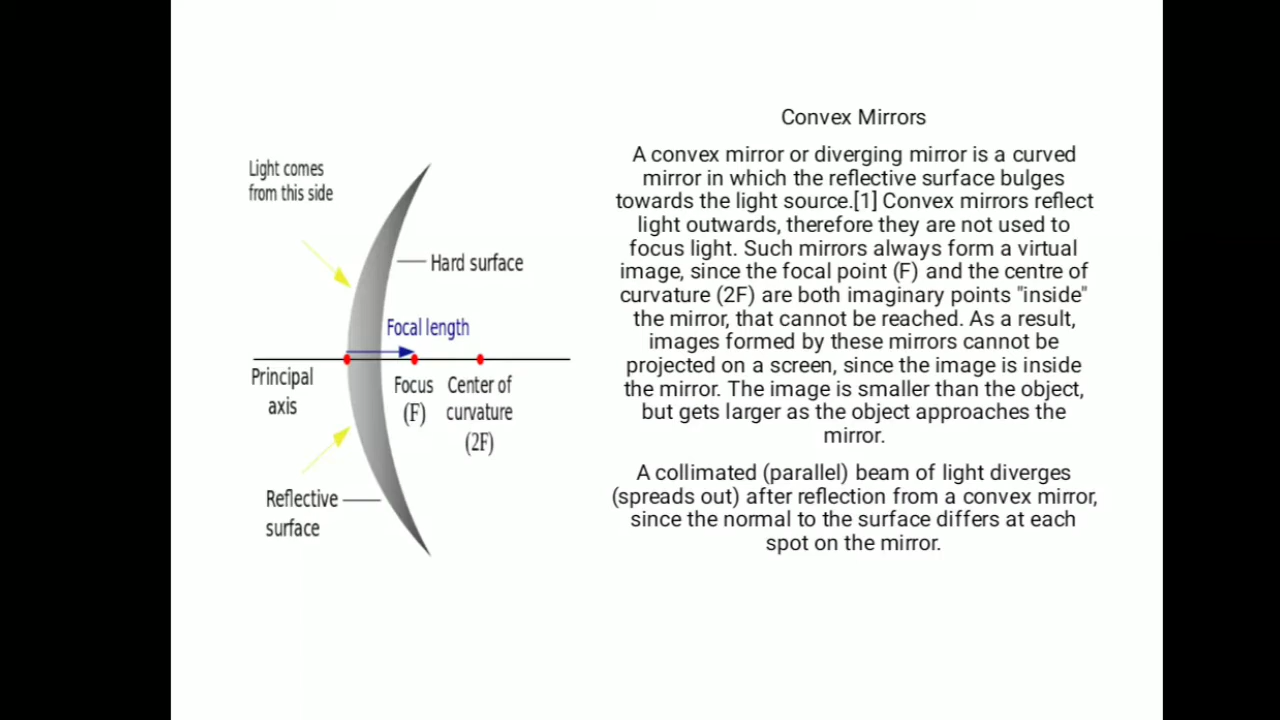 Light comes
from this side
Hard surface
Focal length
Principal
axis
Focus
(F)
Center of
curvature
(2F)
Reflective
surface
Convex Mirrors
A convex mirror or diverging mirror is a curved
mirror in which the reflective surface bulges
towards the light source.[1] Convex mirrors reflect
light outwards, therefore they are not used to
focus light. Such mirrors always form a virtual
image, since the focal point (F) and the centre of
curvature (2F) are both imaginary points "inside"
the mirror, that cannot be reached. As a result,
images formed by these mirrors cannot be
projected on a screen, since the image is inside
the mirror. The image is smaller than the object,
but gets larger as the object approaches the
mirror.
A collimated (parallel) beam of light diverges
(spreads out) after reflection from a convex mirror,
since the normal to the surface differs at each
spot on the mirror.